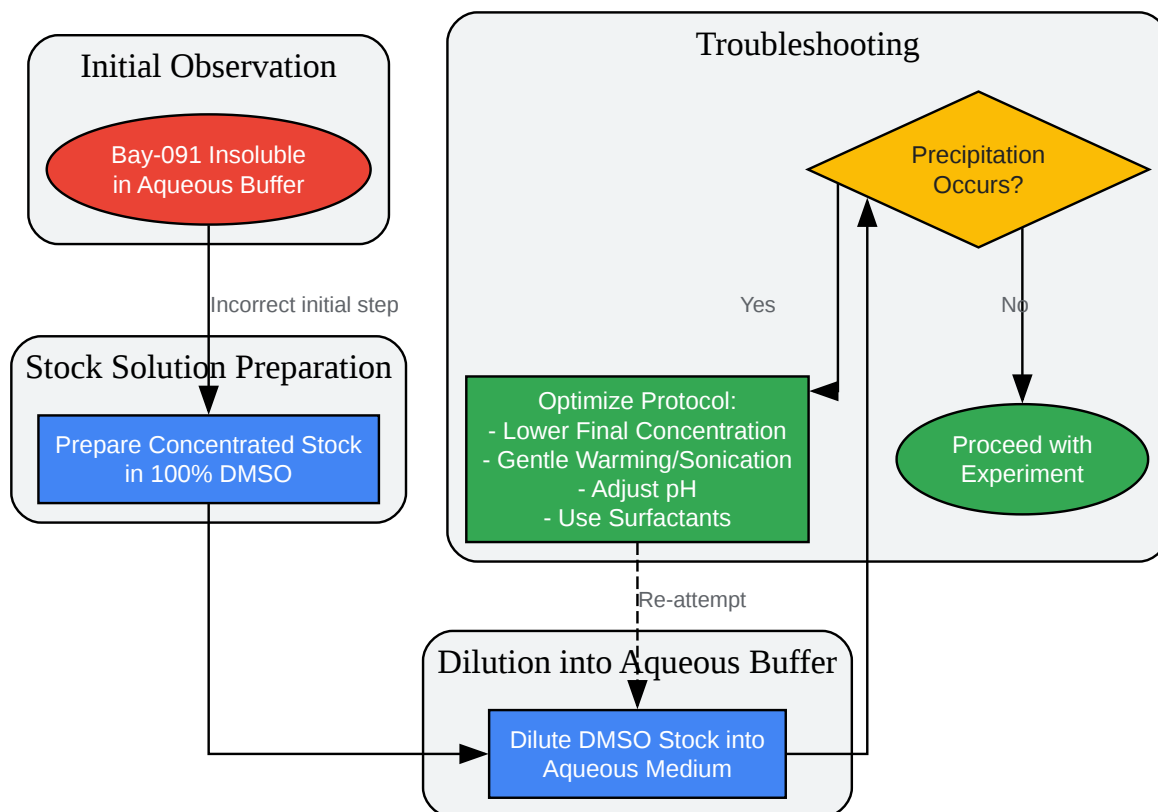 Initial Observation
Bay-091 Insoluble
in Aqueous Buffer
Incorrect initial step
Stock Solution Preparation
Prepare Concentrated Stock
in 100% DMSO
Troubleshooting
Precipitation
Occurs?
Yes
No
Optimize Protocol:
- Lower Final Concentration
- Gentle Warming/Sonication
- Adjust pH
- Use Surfactants
Proceed with
Experiment
Re-attempt
Dilution into Aqueous Buffer
Dilute DMSO Stock into
Aqueous Medium